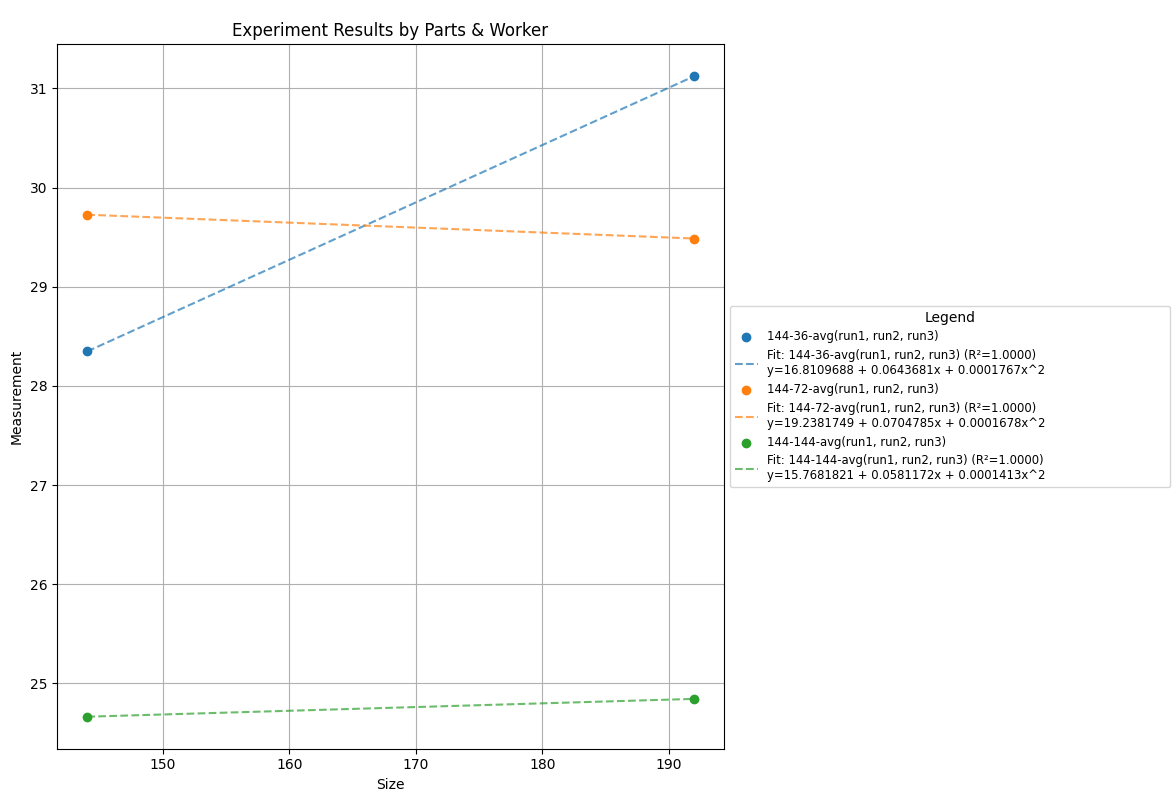 Experiment Results by Parts & Worker
31
30
29
28
27
26
25
Measurement
150
160
170
180
190
Size
Legend
144-36-avg(run1, run2, run3)
Fit: 144-36-avg(run1, run2, run3) (R²=1.0000)
y=16.8109688 + 0.0643681x + 0.0001767x^2
144-72-avg(run1, run2, run3)
Fit: 144-72-avg(run1, run2, run3) (R²=1.0000)
y=19.2381749 + 0.0704785x + 0.0001678x^2
144-144-avg(run1, run2, run3)
Fit: 144-144-avg(run1, run2, run3) (R²=1.0000)
y=15.7681821 + 0.0581172x + 0.0001413x^2